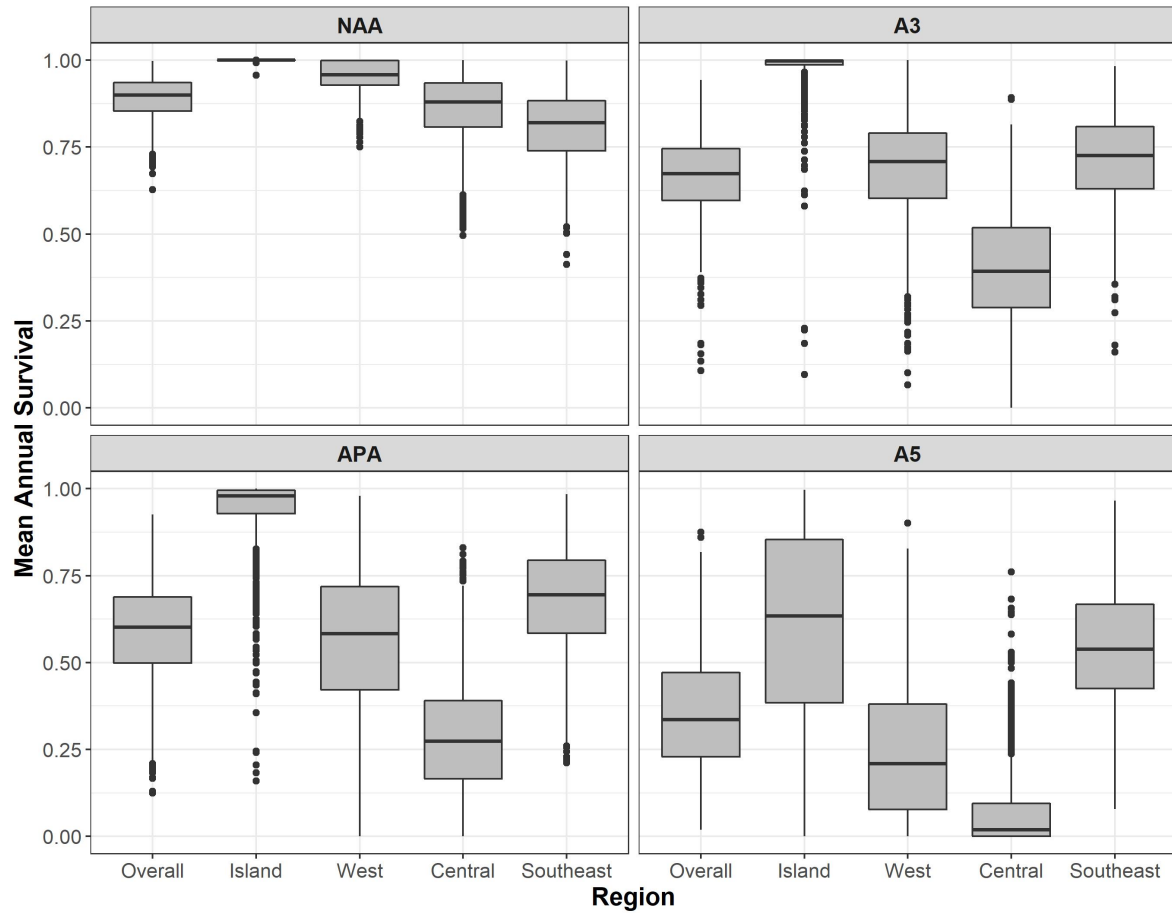 NAA
A3
1.00
0.75
0.50
0.25
0.00
APA
A5
1.00
0.75
0.50
0.25
0.00
Mean Annual Survival
Overall Island West Central Southeast
Overall Island West Central Southeast
Region